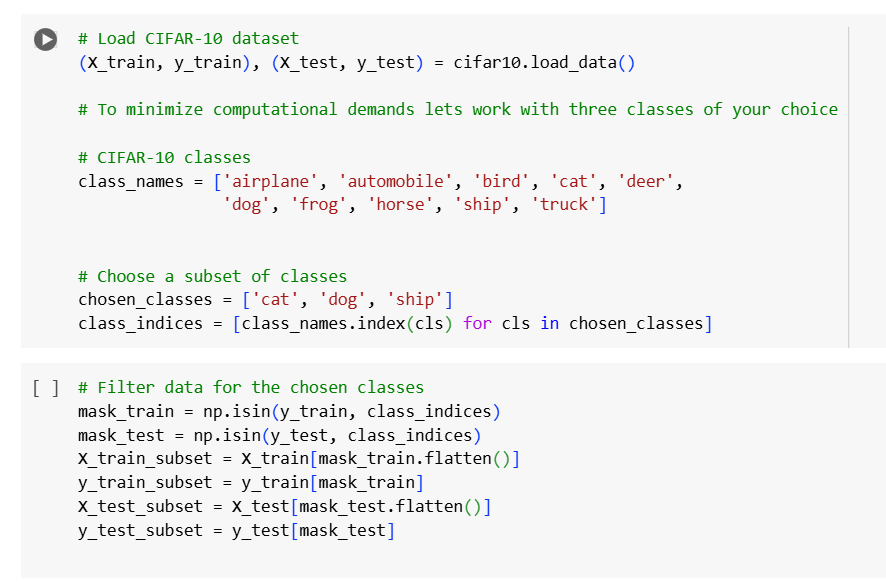 # Load CIFAR-10 dataset
(X_train, y_train), (X_test, y_test) = cifar10.load_data()
# To minimize computational demands lets work with three classes of your choice
# CIFAR-10 classes
class_names = ['airplane', 'automobile', 'bird', 'cat', 'deer',
'dog', 'frog', 'horse', 'ship', 'truck']
# Choose a subset of classes
chosen_classes = ['cat', 'dog', 'ship']
class_indices = [class_names.index(cls) for cls in chosen_classes]
[ ] # Filter data for the chosen classes
mask_train = np.isin(y_train, class_indices)
mask_test = np.isin(y_test, class_indices)
X_train_subset = X_train[mask_train.flatten()]
y_train_subset = y_train[mask_train]
X_test_subset = X_test[mask_test.flatten()]
y_test_subset = y_test[mask_test]